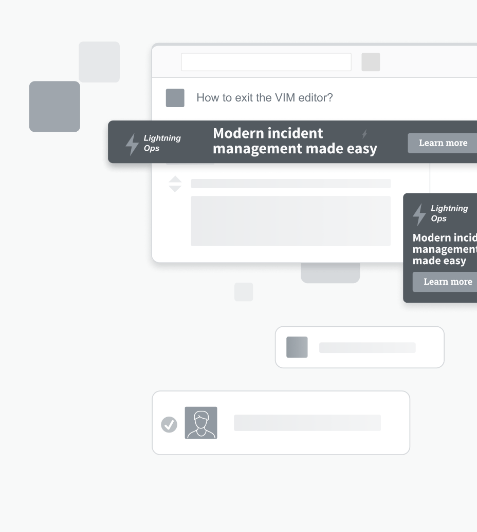 How to exit the VIM editor?
Lightning
Ops
Modern incident
management made easy
Learn more
Lightning
Ops
Modern incid
management
made easy
Learn more